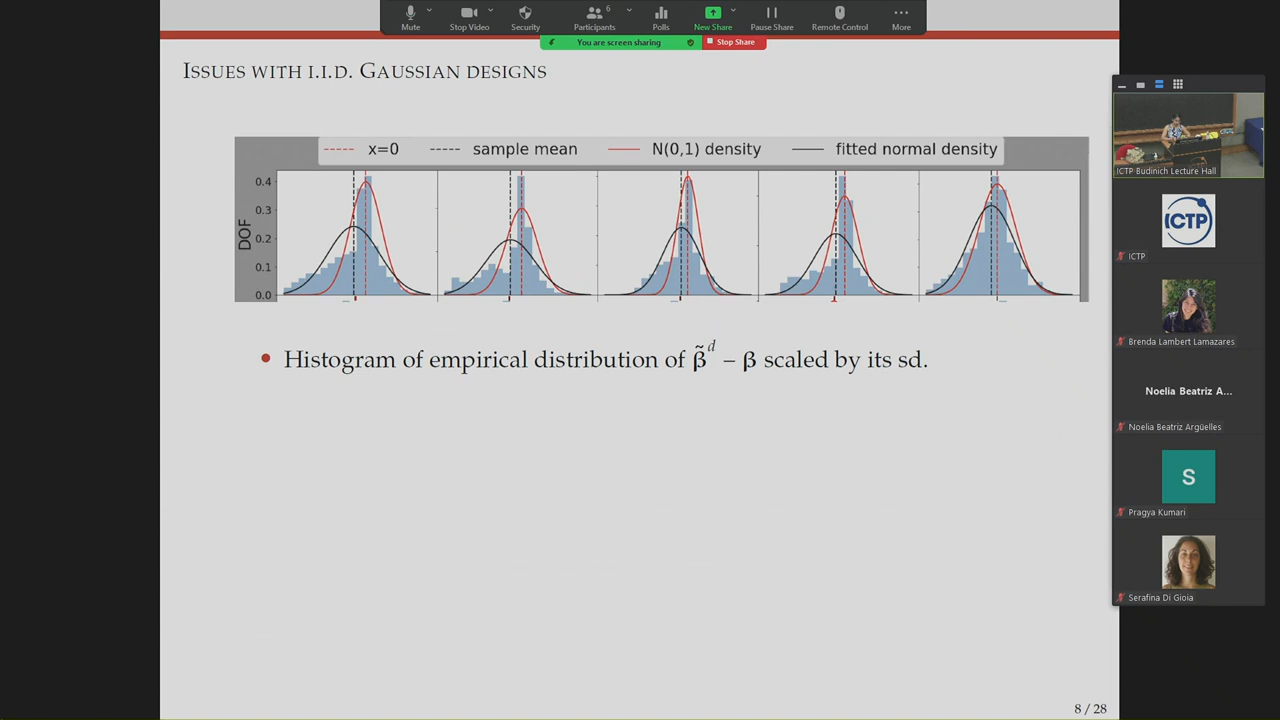 Mute
Stop Video
Security
6
Participants
Polls
New Share
Pause Share
Remote Control
More
You are screen sharing
Stop Share
ISSUES WITH I.I.D. GAUSSIAN DESIGNS
x=0
sample mean
N(0,1) density
fitted normal density
DOF
0.4
0.3
0.2
0.1
0.0
• Histogram of empirical distribution of β̃^d – β scaled by its sd.
8 / 28
ICTP Budinich Lecture Hall
ICTP
ICTP
Brenda Lambert Lamazares
Noelia Beatriz A...
Noelia Beatriz Argüelles
S
Pragya Kumari
Serafina Di Gioia